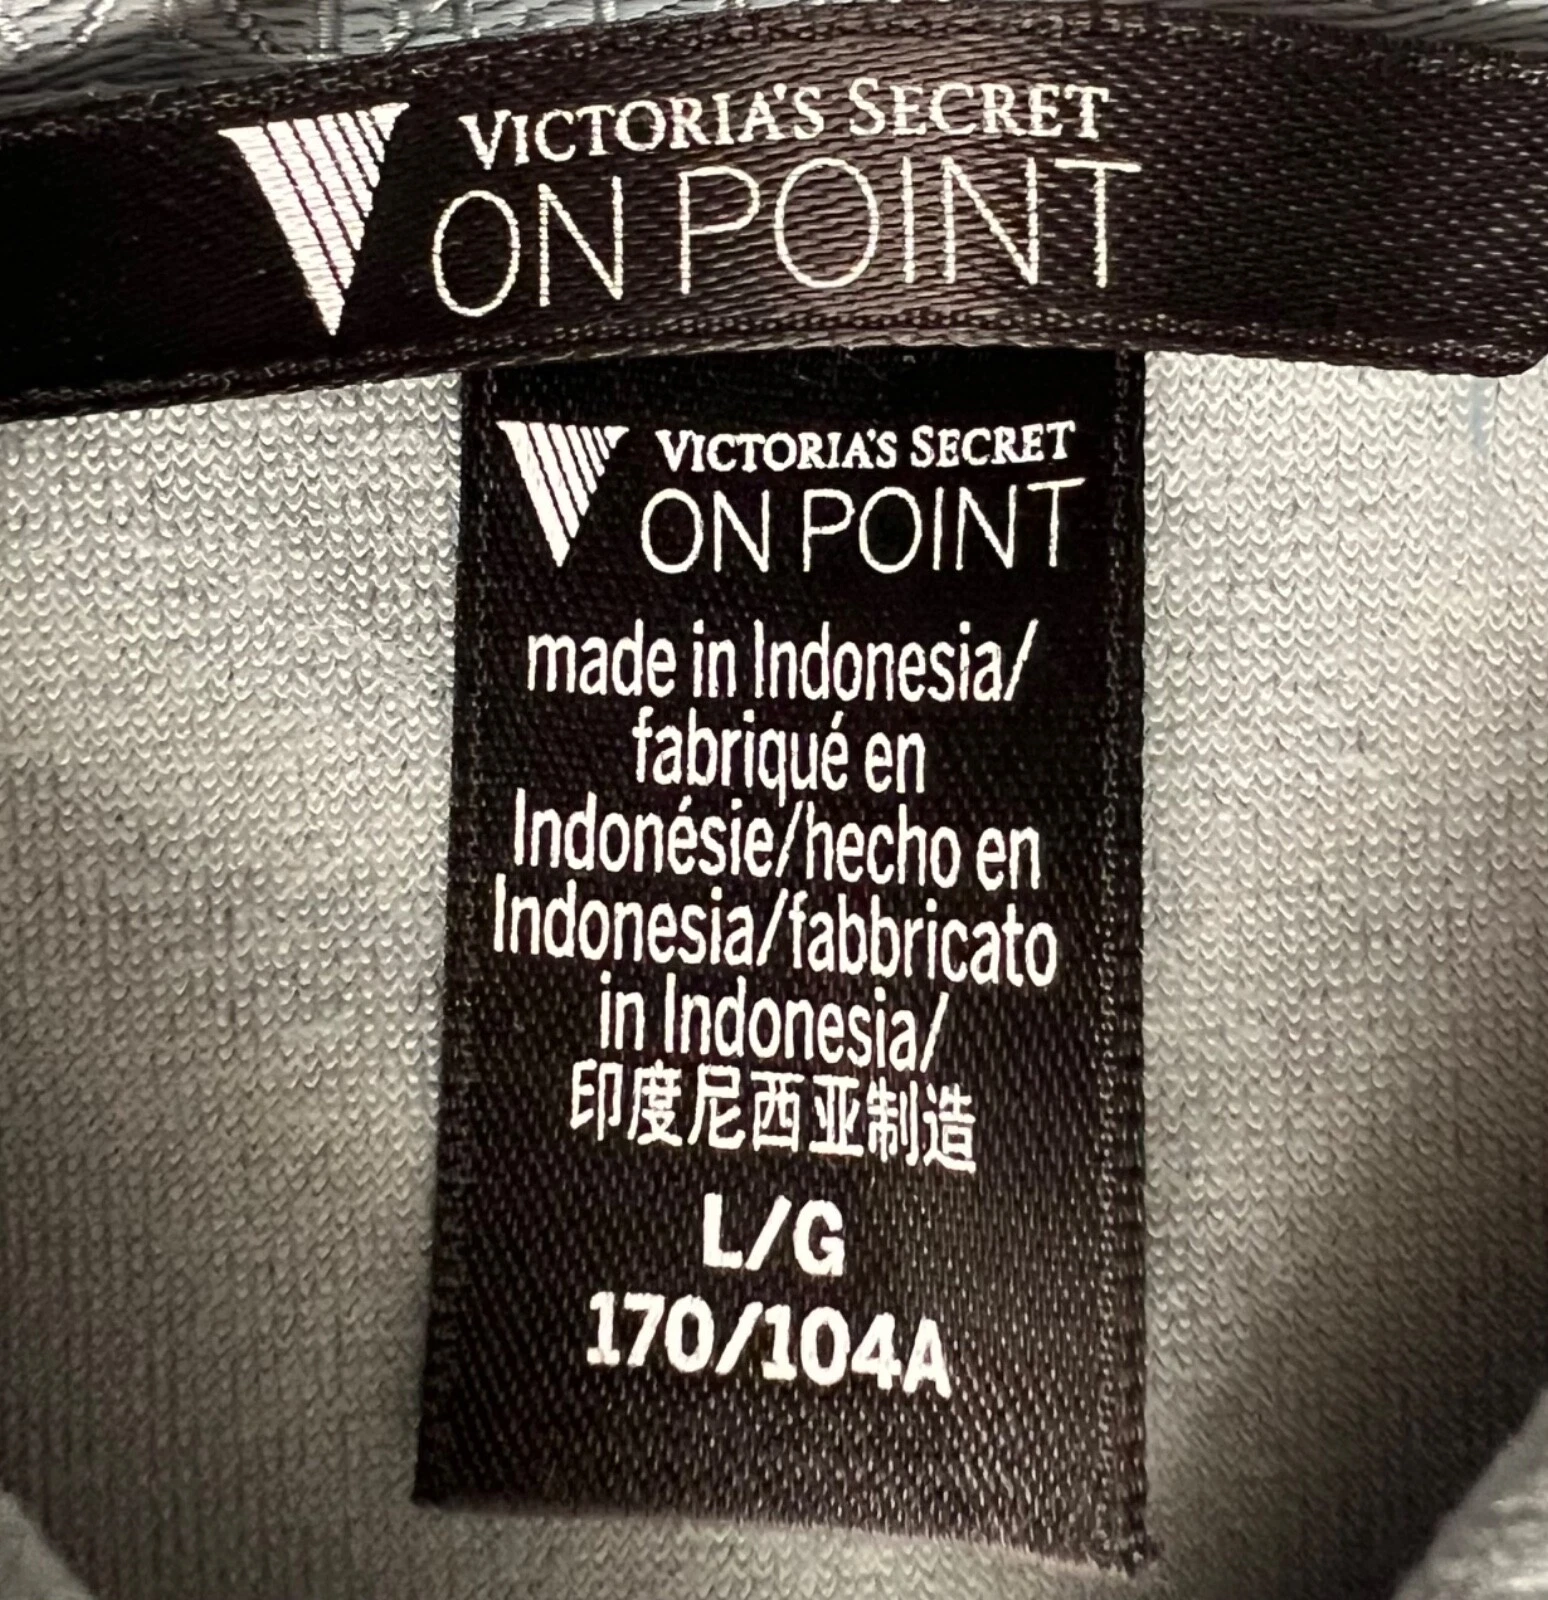 VICTORIA'S SECRET
ON POINT
VICTORIA'S SECRET
ON POINT
made in Indonesia/
fabriqué en
Indonésie/hecho en
Indonesia/fabbricato
in Indonesia/
印度尼西亚制造
L/G
170/104A